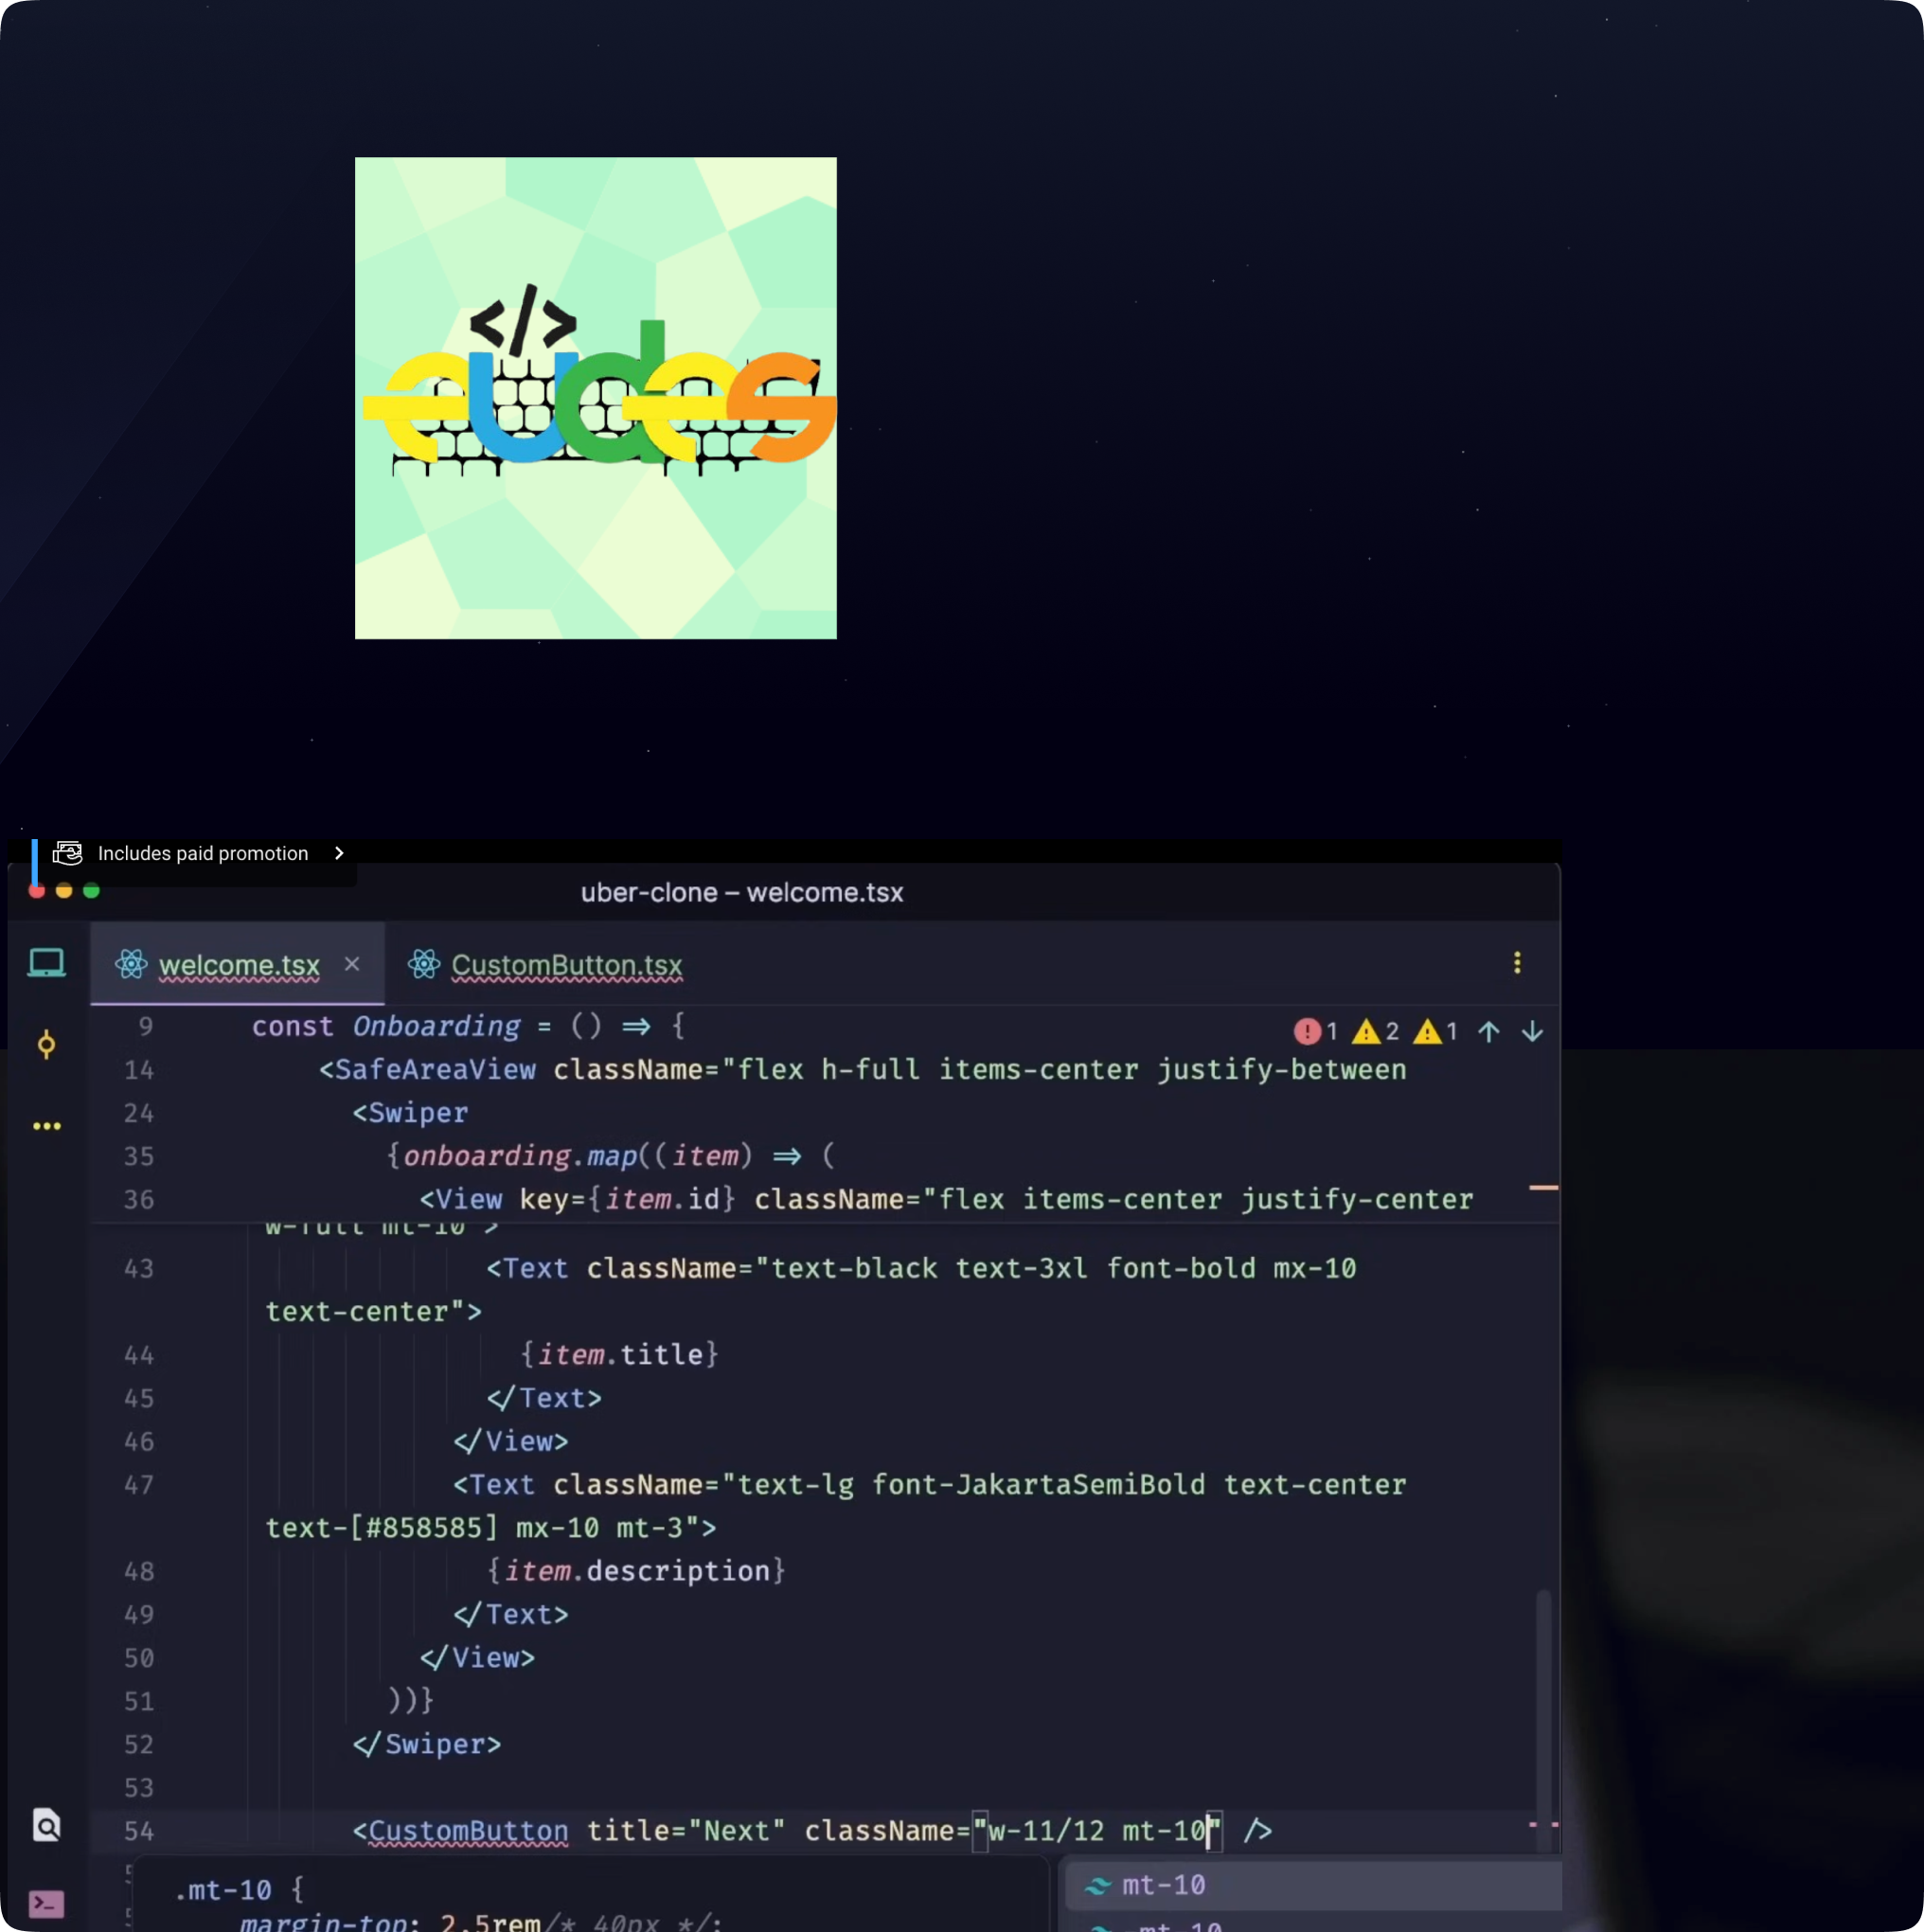 </>
eudes
Includes paid promotion
uber-clone – welcome.tsx
welcome.tsx
CustomButton.tsx
9 const Onboarding = () => {
1 2 1
14 <SafeAreaView className="flex h-full items-center justify-between
24 <Swiper
35 {onboarding.map((item) => (
36 <View key={item.id} className="flex items-center justify-center
w-full mt-10">
43 <Text className="text-black text-3xl font-bold mx-10
text-center">
44 {item.title}
45 </Text>
46 </View>
47 <Text className="text-lg font-JakartaSemiBold text-center
text-[#858585] mx-10 mt-3">
48 {item.description}
49 </Text>
50 </View>
51 ))}
52 </Swiper>
53
54 <CustomButton title="Next" className="w-11/12 mt-10" />
.mt-10 {
margin-top: 2.5rem/* 40px */;
mt-10
-mt-10